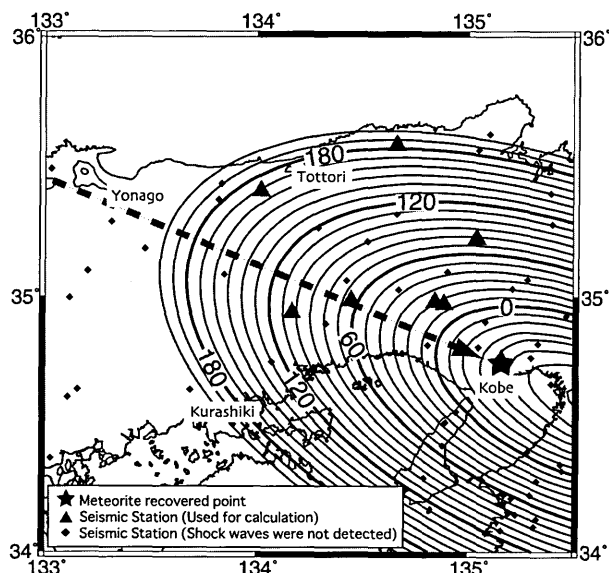 133° 134° 135°
36° 36°
180
Tottori
Yonago
120
35° 35°
0
60
180
120
Kobe
Kurashiki
Meteorite recovered point
Seismic Station (Used for calculation)
Seismic Station (Shock waves were not detected)
34° 34°
133° 134° 135°